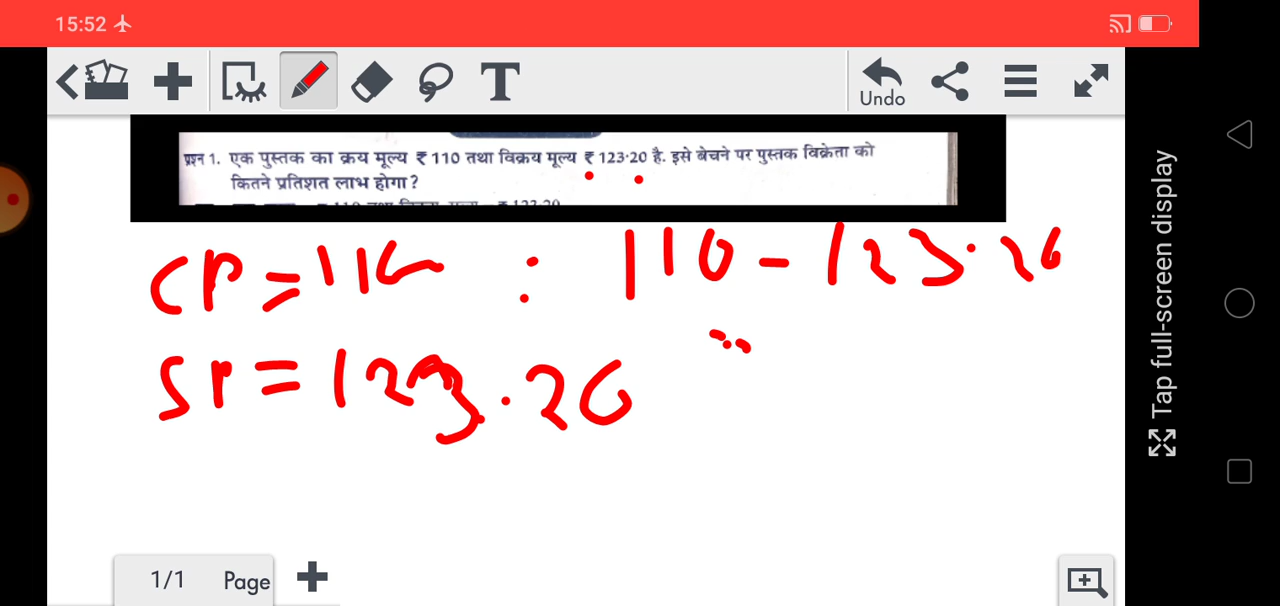 15:52
Undo
प्रश्न 1. एक पुस्तक का क्रय मूल्य ₹ 110 तथा विक्रय मूल्य ₹ 123·20 है. इसे बेचने पर पुस्तक विक्रेता को
कितने प्रतिशत लाभ होगा?
CP = 110 : 110 - 123.20
SP = 123.20
1/1 Page
Tap full-screen display